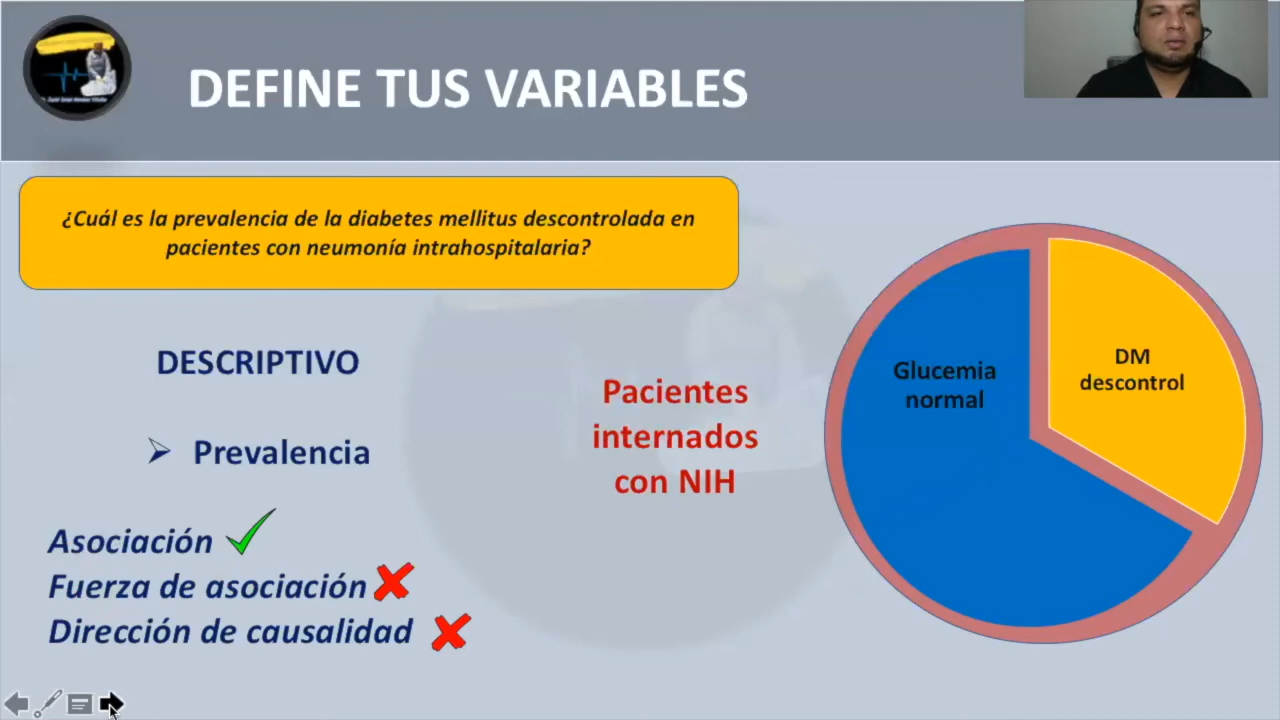 DEFINE TUS VARIABLES
¿Cuál es la prevalencia de la diabetes mellitus descontrolada en
pacientes con neumonía intrahospitalaria?
DESCRIPTIVO
Prevalencia
Asociación
Fuerza de asociación
Dirección de causalidad
Pacientes
internados
con NIH
Glucemia
normal
DM
descontrol